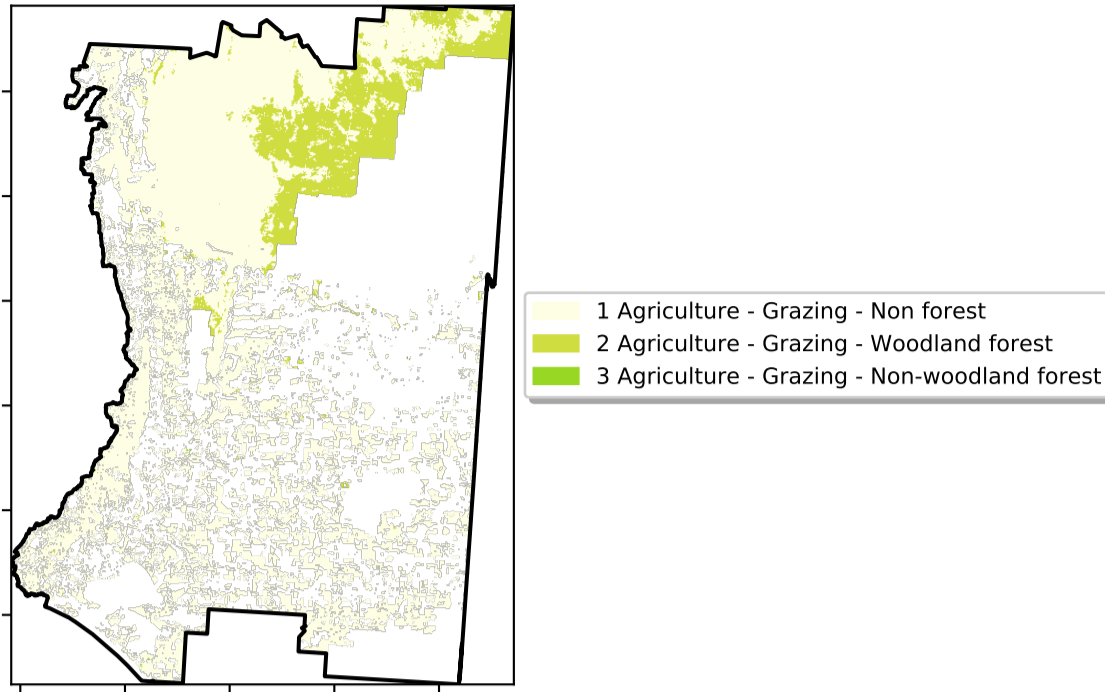 1 Agriculture - Grazing - Non forest
2 Agriculture - Grazing - Woodland forest
3 Agriculture - Grazing - Non-woodland forest